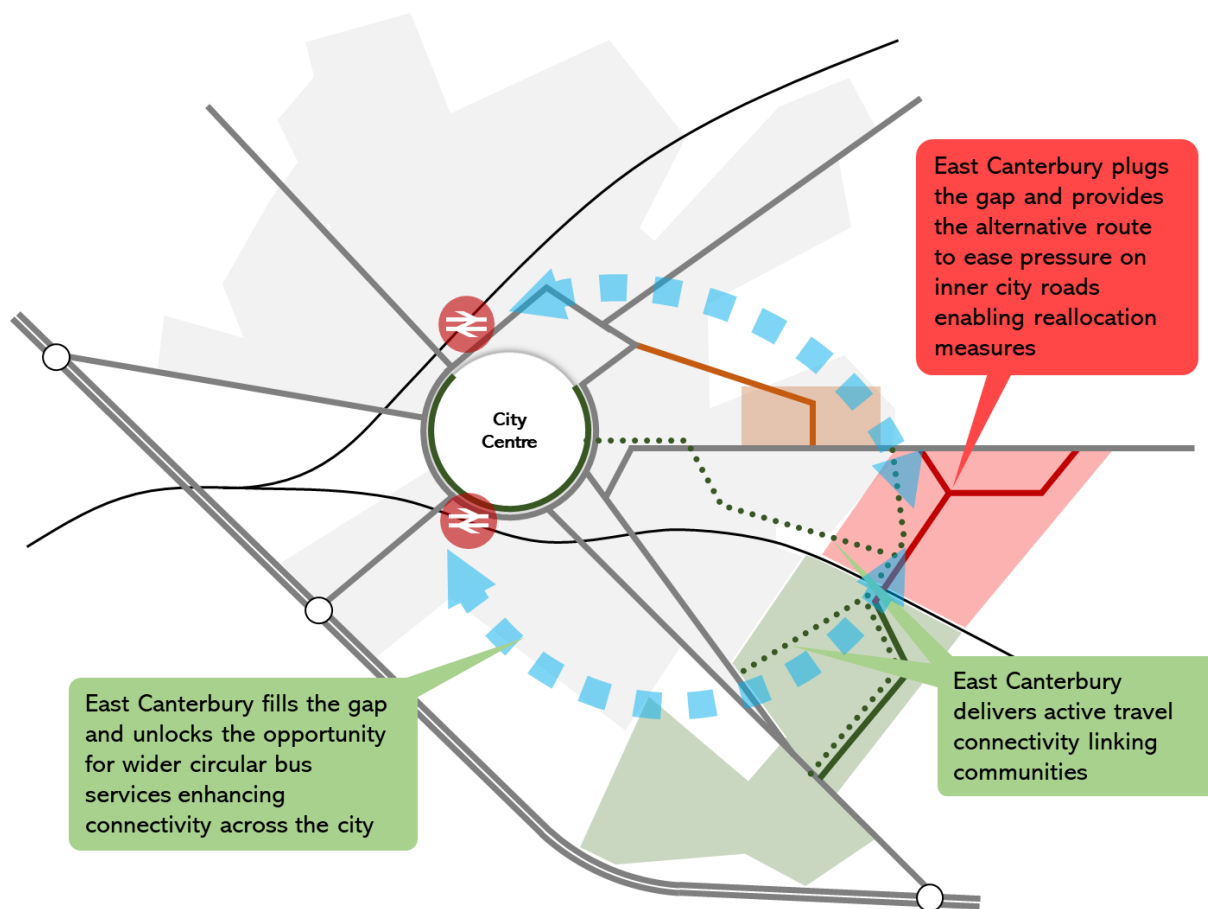 East Canterbury plugs
the gap and provides
the alternative route
to ease pressure on
inner city roads
enabling reallocation
measures
City
Centre
East Canterbury fills the gap
and unlocks the opportunity
for wider circular bus
services enhancing
connectivity across the city
East Canterbury
delivers active travel
connectivity linking
communities